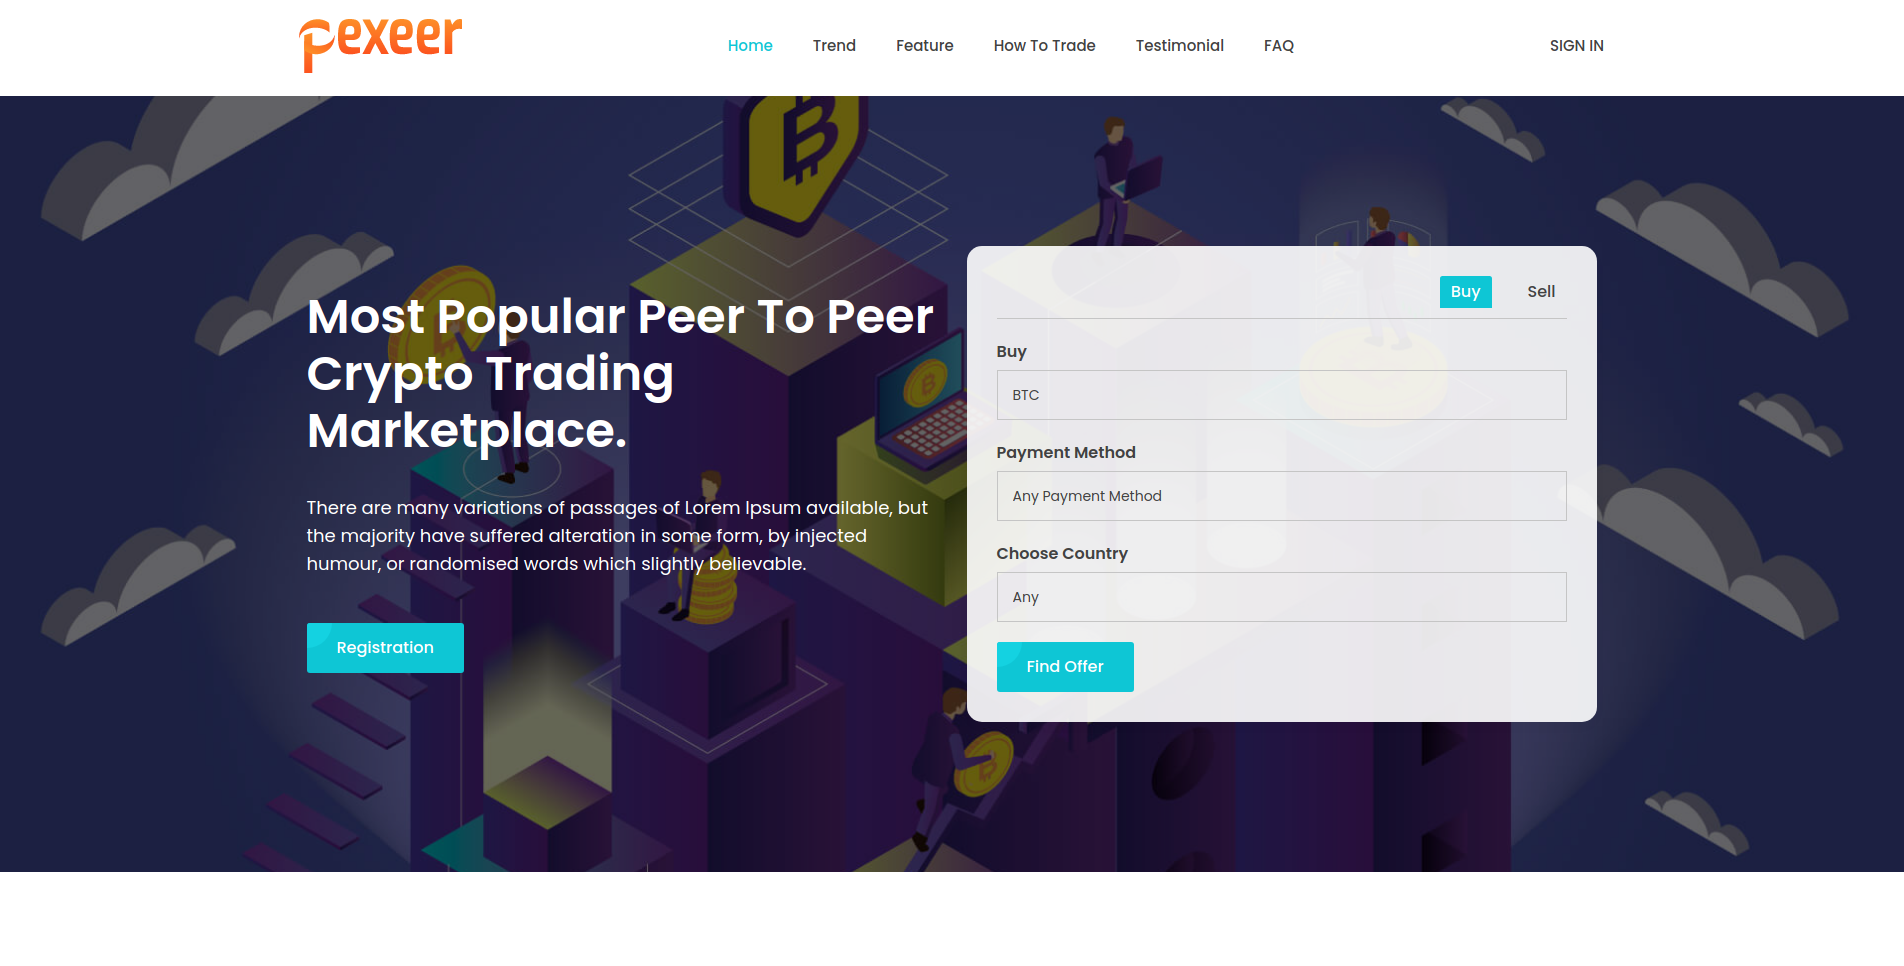 pexeer
Home Trend Feature How To Trade Testimonial FAQ SIGN IN
Most Popular Peer To Peer
Crypto Trading
Marketplace.
There are many variations of passages of Lorem Ipsum available, but
the majority have suffered alteration in some form, by injected
humour, or randomised words which slightly believable.
Registration
Buy Sell
Buy
BTC
Payment Method
Any Payment Method
Choose Country
Any
Find Offer